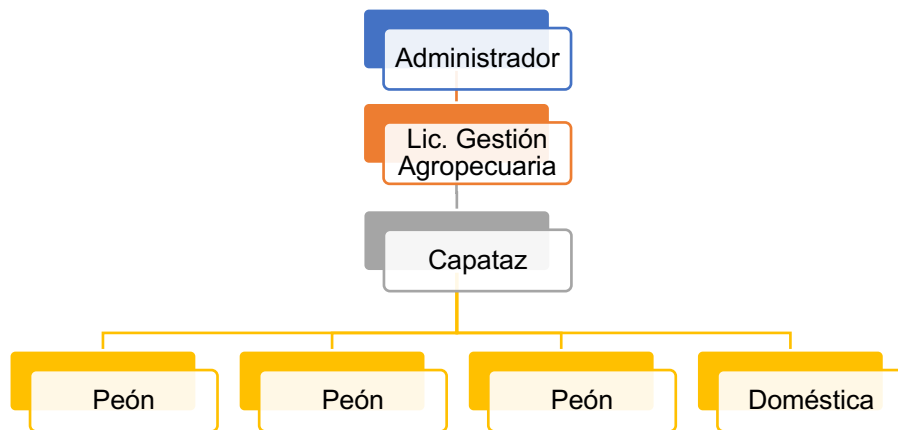 Administrador
Lic. Gestión
Agropecuaria
Capataz
Peón
Peón
Peón
Doméstica